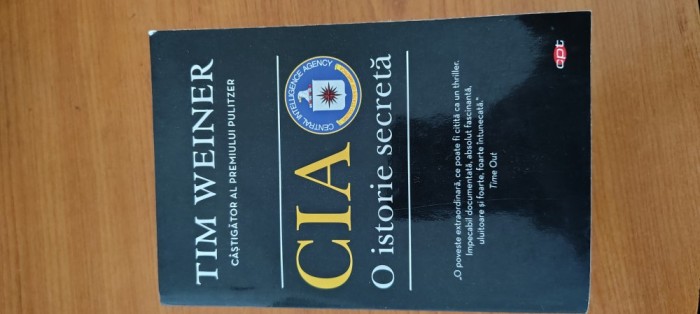 TIM WEINER
CÂȘTIGĂTOR AL PREMIULUI PULITZER
CIA
CENTRAL INTELLIGENCE AGENCY
O istorie secretă
„O poveste extraordinară, ce poate fi citită ca un thriller.
Impecabil documentată, absolut fascinantă,
uluitoare și foarte, foarte întunecată."
Time Out
cpt